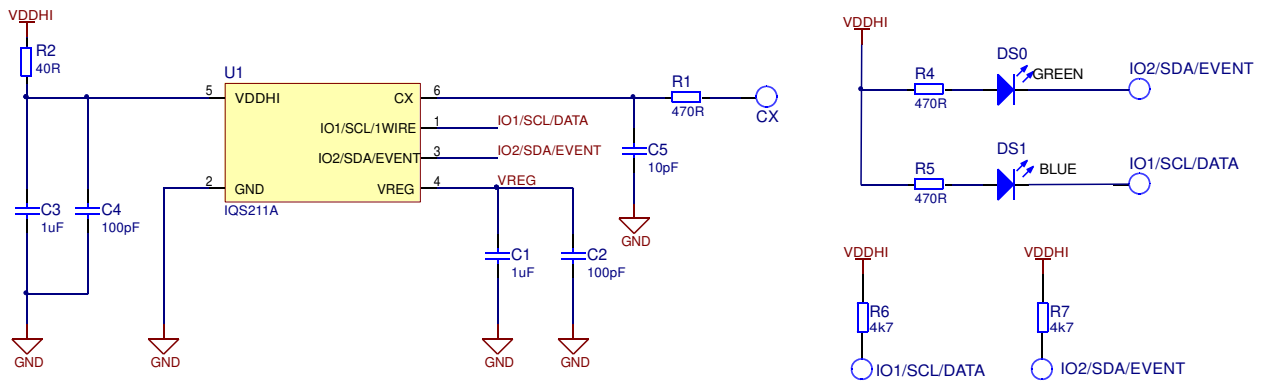 VDDHI
R2
40R
U1
5
VDDHI
CX
6
R1
470R
CX
IO1/SCL/1WIRE
1
IO1/SCL/DATA
IO2/SDA/EVENT
3
IO2/SDA/EVENT
C5
10pF
2
GND
VREG
4
VREG
IQS211A
C3
1uF
C4
100pF
GND
C1
1uF
C2
100pF
GND
GND
GND
GND
VDDHI
DS0
R4
470R
GREEN
IO2/SDA/EVENT
DS1
R5
470R
BLUE
IO1/SCL/DATA
VDDHI
R6
4k7
IO1/SCL/DATA
VDDHI
R7
4k7
IO2/SDA/EVENT